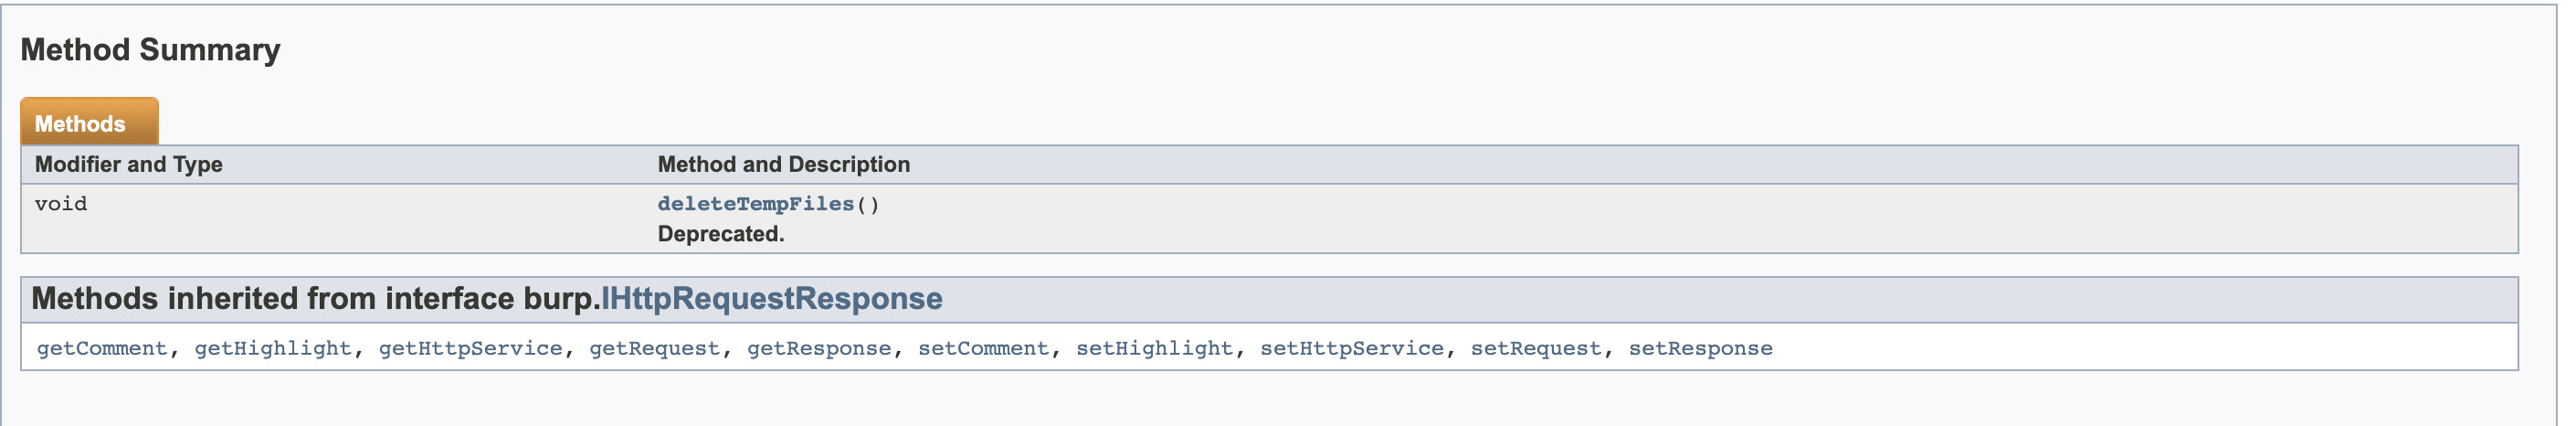 Method Summary
Methods
Modifier and Type Method and Description
void deleteTempFiles()
Deprecated.
Methods inherited from interface burp.IHttpRequestResponse
getComment, getHighlight, getHttpService, getRequest, getResponse, setComment, setHighlight, setHttpService, setRequest, setResponse